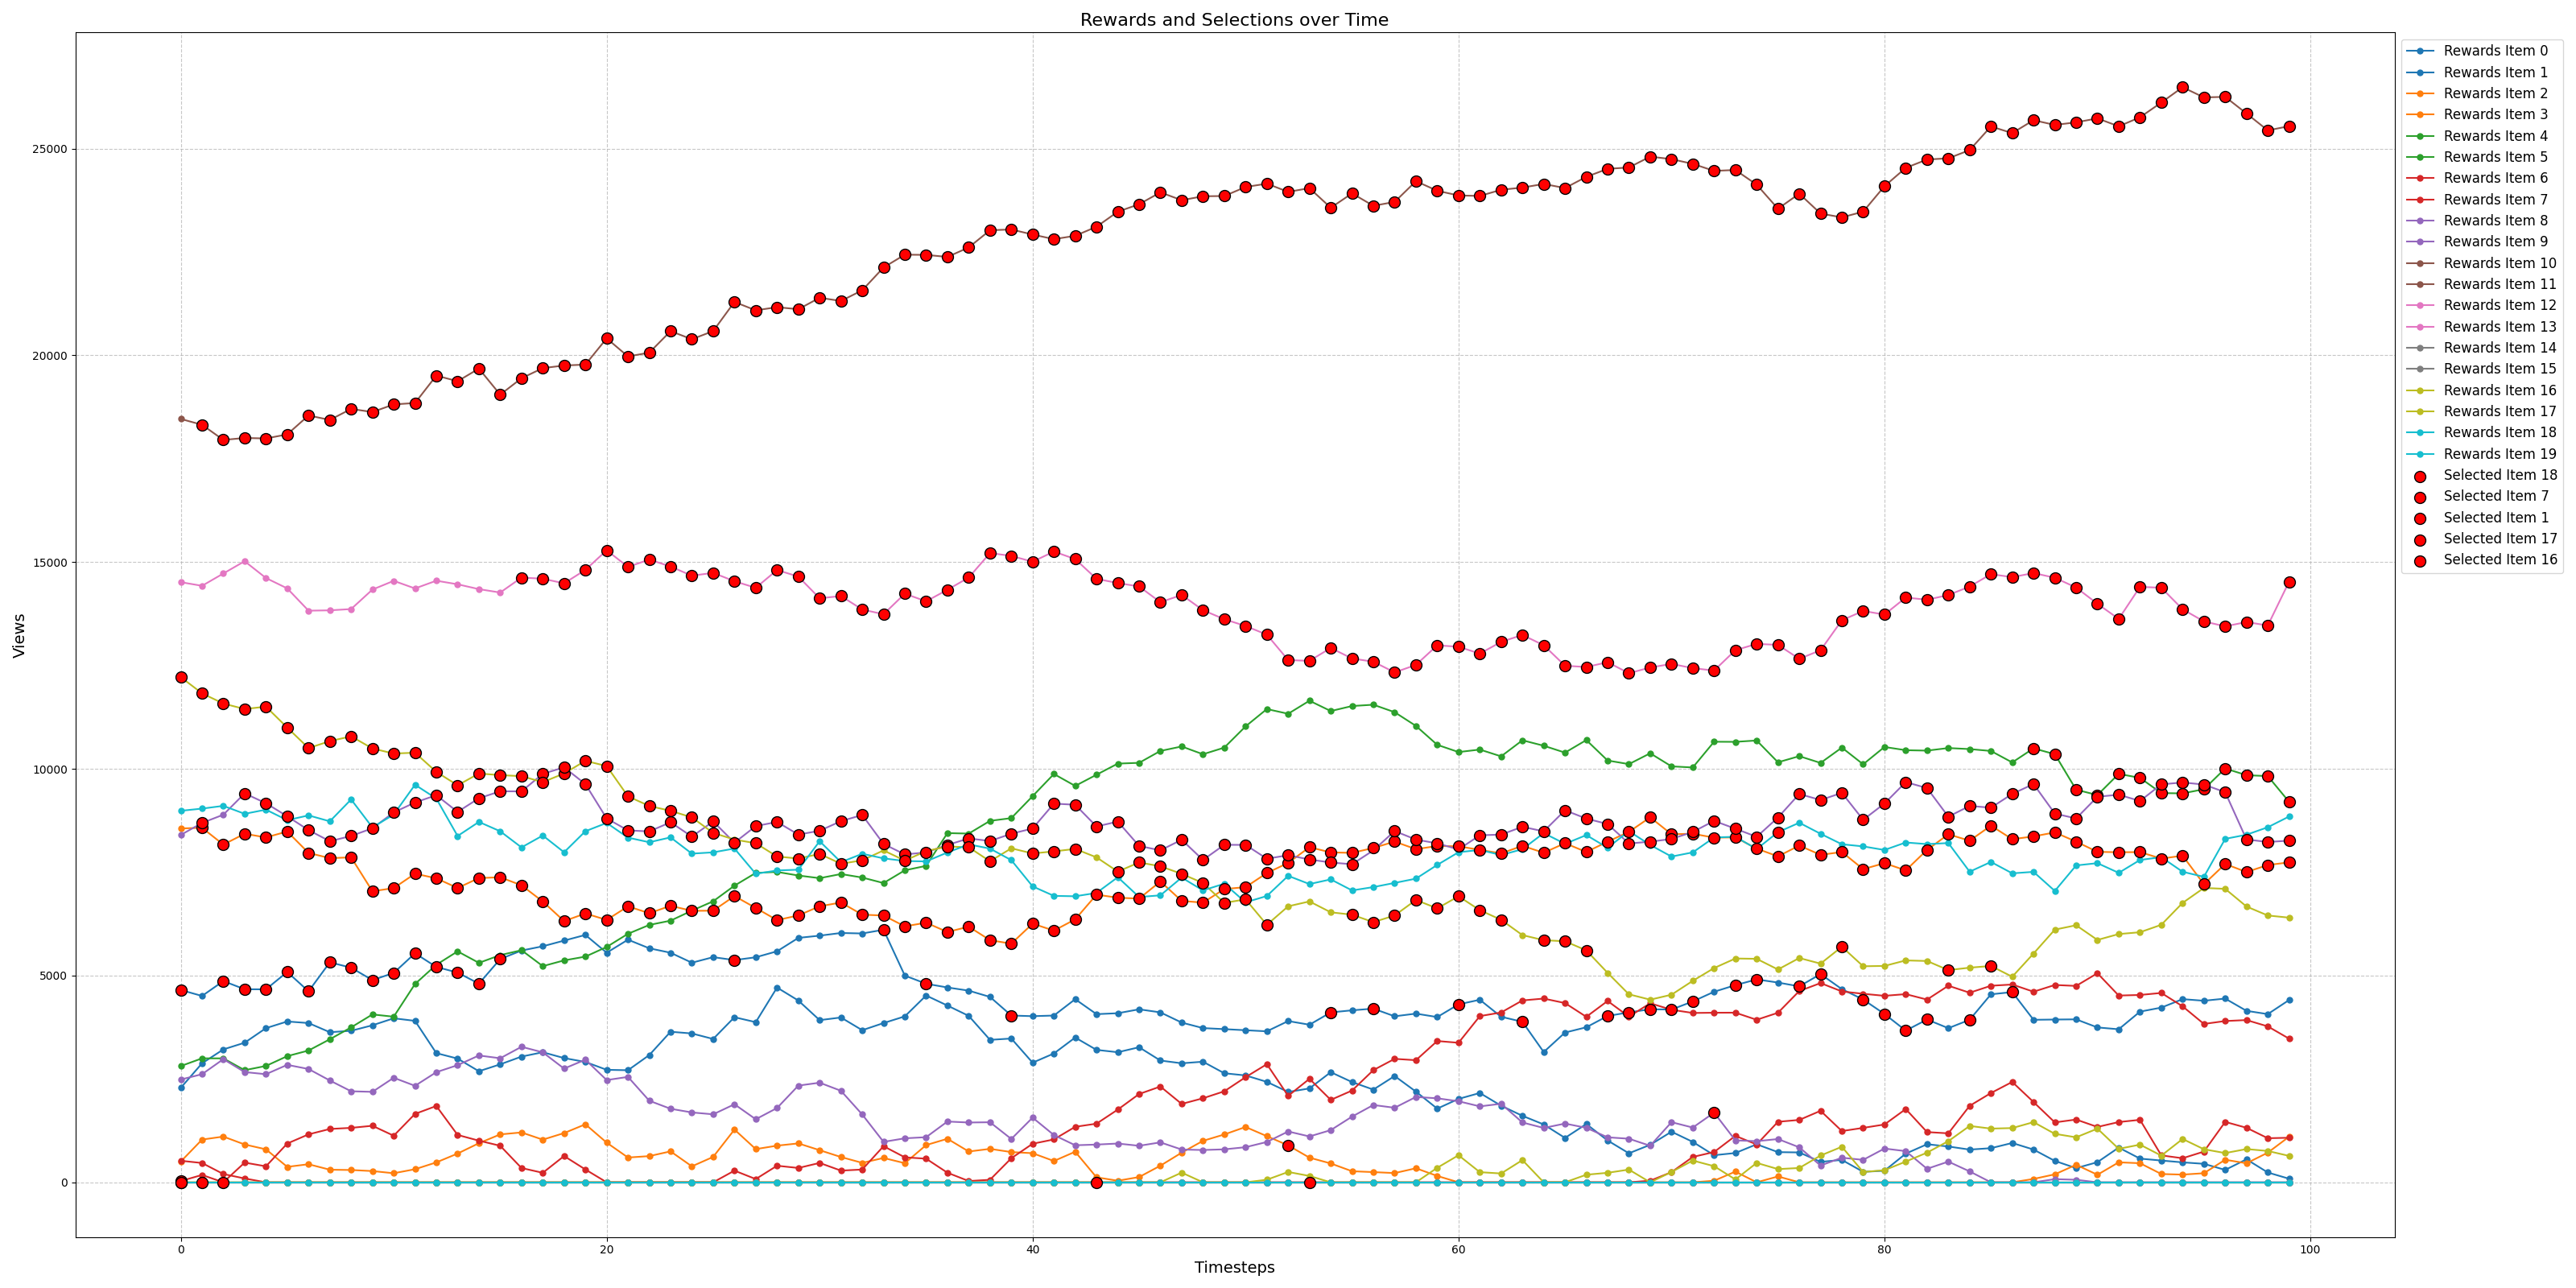 Rewards and Selections over Time
Views
25000
20000
15000
10000
5000
0
0
20
40
60
80
100
Timesteps
Rewards Item 0
Rewards Item 1
Rewards Item 2
Rewards Item 3
Rewards Item 4
Rewards Item 5
Rewards Item 6
Rewards Item 7
Rewards Item 8
Rewards Item 9
Rewards Item 10
Rewards Item 11
Rewards Item 12
Rewards Item 13
Rewards Item 14
Rewards Item 15
Rewards Item 16
Rewards Item 17
Rewards Item 18
Rewards Item 19
Selected Item 18
Selected Item 7
Selected Item 1
Selected Item 17
Selected Item 16